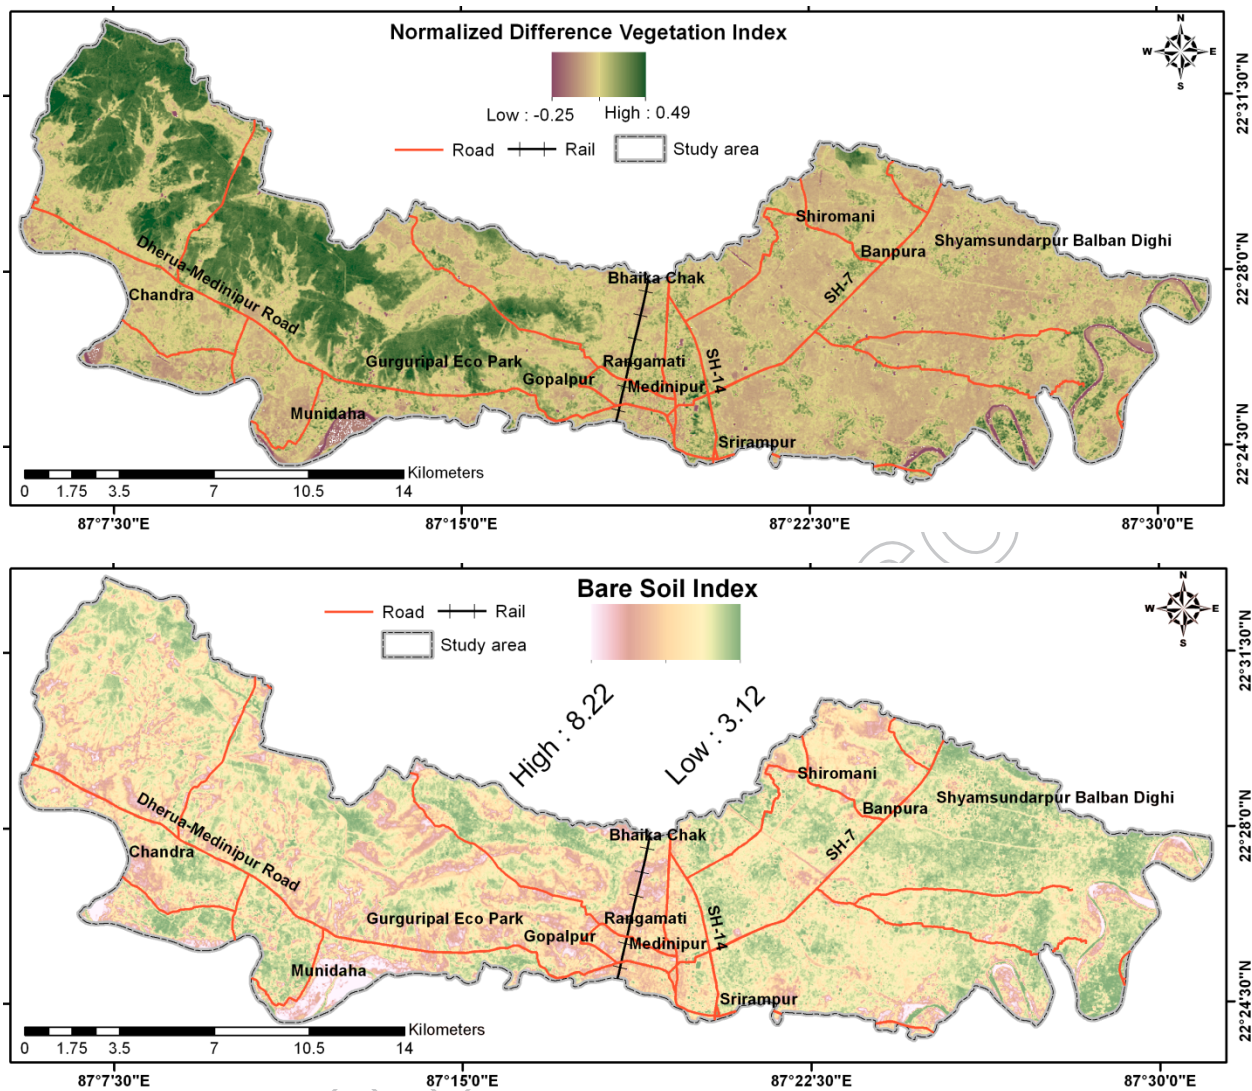 Normalized Difference Vegetation Index
Low : -0.25 High : 0.49
Road Rail Study area
N
W E
S
22°31'30"N
22°28'0"N
22°24'30"N
Shiromani
Shyamsundarpur Balban Dighi
Banpura
Dherua-Medinipur Road
Bhaika Chak
SH-7
Chandra
Gurguripal Eco Park
Rangamati
SH-14
Gopalpur
Medinipur
Munidaha
Srirampur
Kilometers
0 1.75 3.5 7 10.5 14
87°7'30"E 87°15'0"E 87°22'30"E 87°30'0"E
Bare Soil Index
Road Rail
Study area
High : 8.22
Low : 3.12
N
W E
S
22°31'30"N
22°28'0"N
22°24'30"N
Shiromani
Shyamsundarpur Balban Dighi
Banpura
Dherua-Medinipur Road
Bhaika Chak
SH-7
Chandra
Gurguripal Eco Park
Rangamati
SH-14
Gopalpur
Medinipur
Munidaha
Srirampur
Kilometers
0 1.75 3.5 7 10.5 14
87°7'30"E 87°15'0"E 87°22'30"E 87°30'0"E